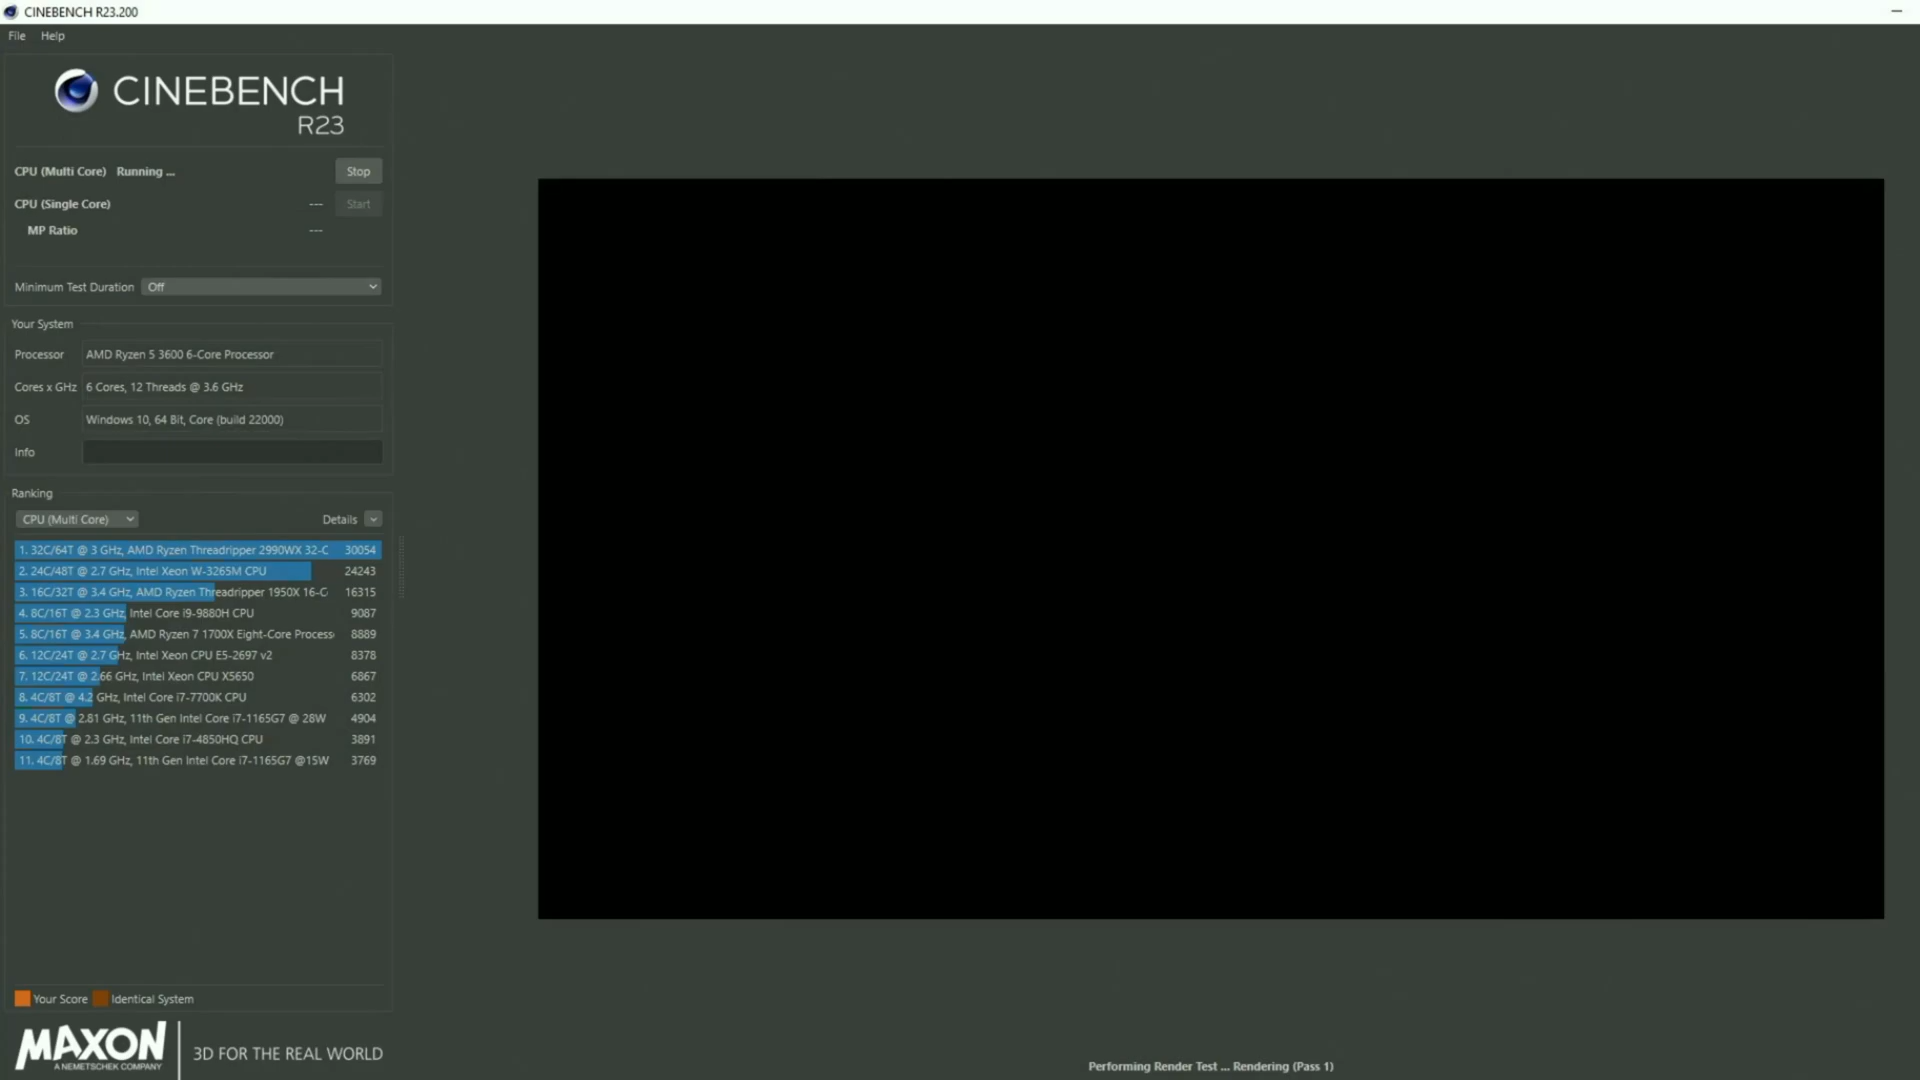 CINEBENCH R23.200
File Help
CINEBENCH
R23
CPU (Multi Core) Running ... Stop
CPU (Single Core) --- Start
MP Ratio ---
Minimum Test Duration Off
Your System
Processor AMD Ryzen 5 3600 6-Core Processor
Cores x GHz 6 Cores, 12 Threads @ 3.6 GHz
OS Windows 10, 64 Bit, Core (build 22000)
Info
Ranking
CPU (Multi Core) Details
1. 32C/64T @ 3 GHz, AMD Ryzen Threadripper 2990WX 32-C 30054
2. 24C/48T @ 2.7 GHz, Intel Xeon W-3265M CPU 24243
3. 16C/32T @ 3.4 GHz, AMD Ryzen Threadripper 1950X 16-C 16315
4. 8C/16T @ 2.3 GHz, Intel Core i9-9880H CPU 9087
5. 8C/16T @ 3.4 GHz, AMD Ryzen 7 1700X Eight-Core Process 8889
6. 12C/24T @ 2.7 GHz, Intel Xeon CPU E5-2697 v2 8378
7. 12C/24T @ 2.66 GHz, Intel Xeon CPU X5650 6867
8. 4C/8T @ 4.2 GHz, Intel Core i7-7700K CPU 6302
9. 4C/8T @ 2.81 GHz, 11th Gen Intel Core i7-1165G7 @ 28W 4904
10. 4C/8T @ 2.3 GHz, Intel Core i7-4850HQ CPU 3891
11. 4C/8T @ 1.69 GHz, 11th Gen Intel Core i7-1165G7 @15W 3769
Your Score Identical System
MAXON
A NEMETSCHEK COMPANY
3D FOR THE REAL WORLD
Performing Render Test ... Rendering (Pass 1)